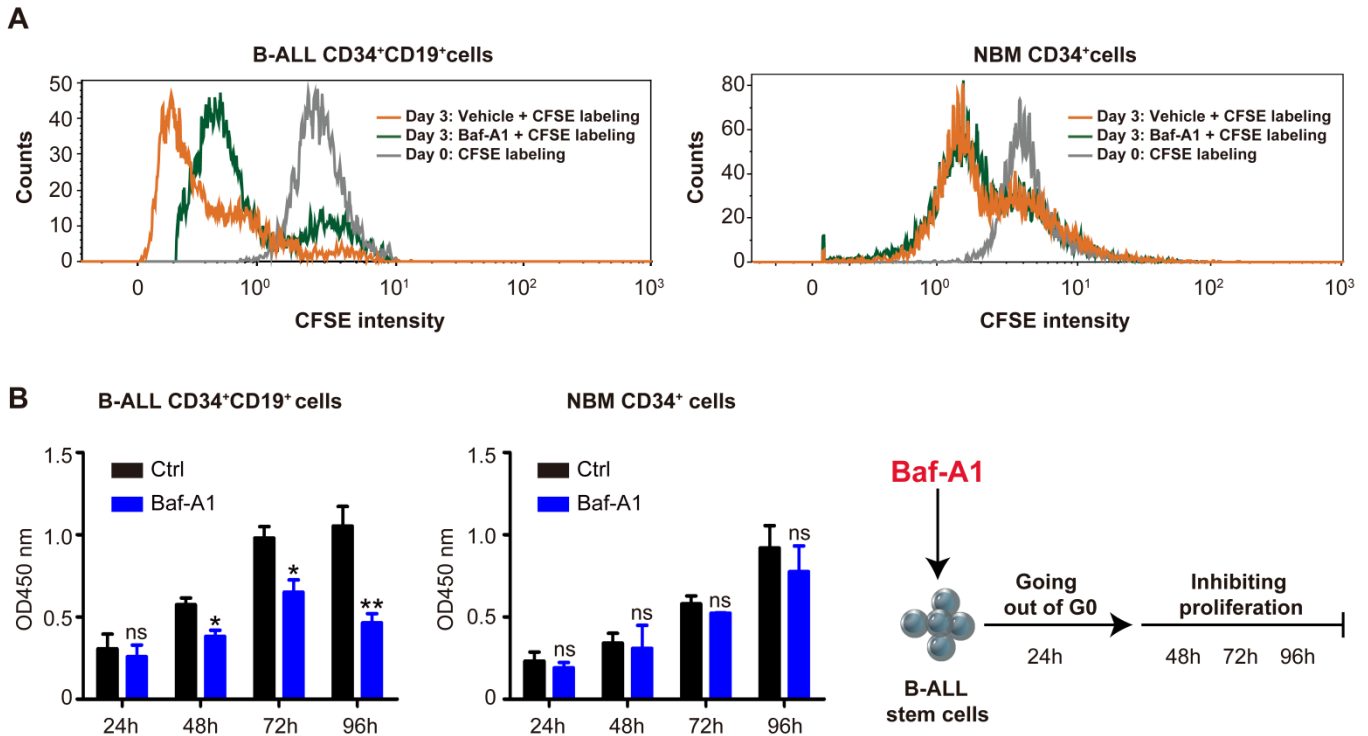 A
B-ALL CD34⁺CD19⁺cells
50
40
30
20
10
0
Counts
Day 3: Vehicle + CFSE labeling
Day 3: Baf-A1 + CFSE labeling
Day 0: CFSE labeling
0 10⁰ 10¹ 10² 10³
CFSE intensity
NBM CD34⁺cells
80
60
40
20
0
Counts
Day 3: Vehicle + CFSE labeling
Day 3: Baf-A1 + CFSE labeling
Day 0: CFSE labeling
0 10⁰ 10¹ 10² 10³
CFSE intensity
B
B-ALL CD34⁺CD19⁺ cells
1.5
1.0
0.5
0
OD450 nm
Ctrl
Baf-A1
ns * * **
24h 48h 72h 96h
NBM CD34⁺ cells
1.5
1.0
0.5
0
OD450 nm
Ctrl
Baf-A1
ns ns ns ns
24h 48h 72h 96h
Baf-A1
B-ALL
stem cells
Going
out of G0
24h
Inhibiting
proliferation
48h 72h 96h